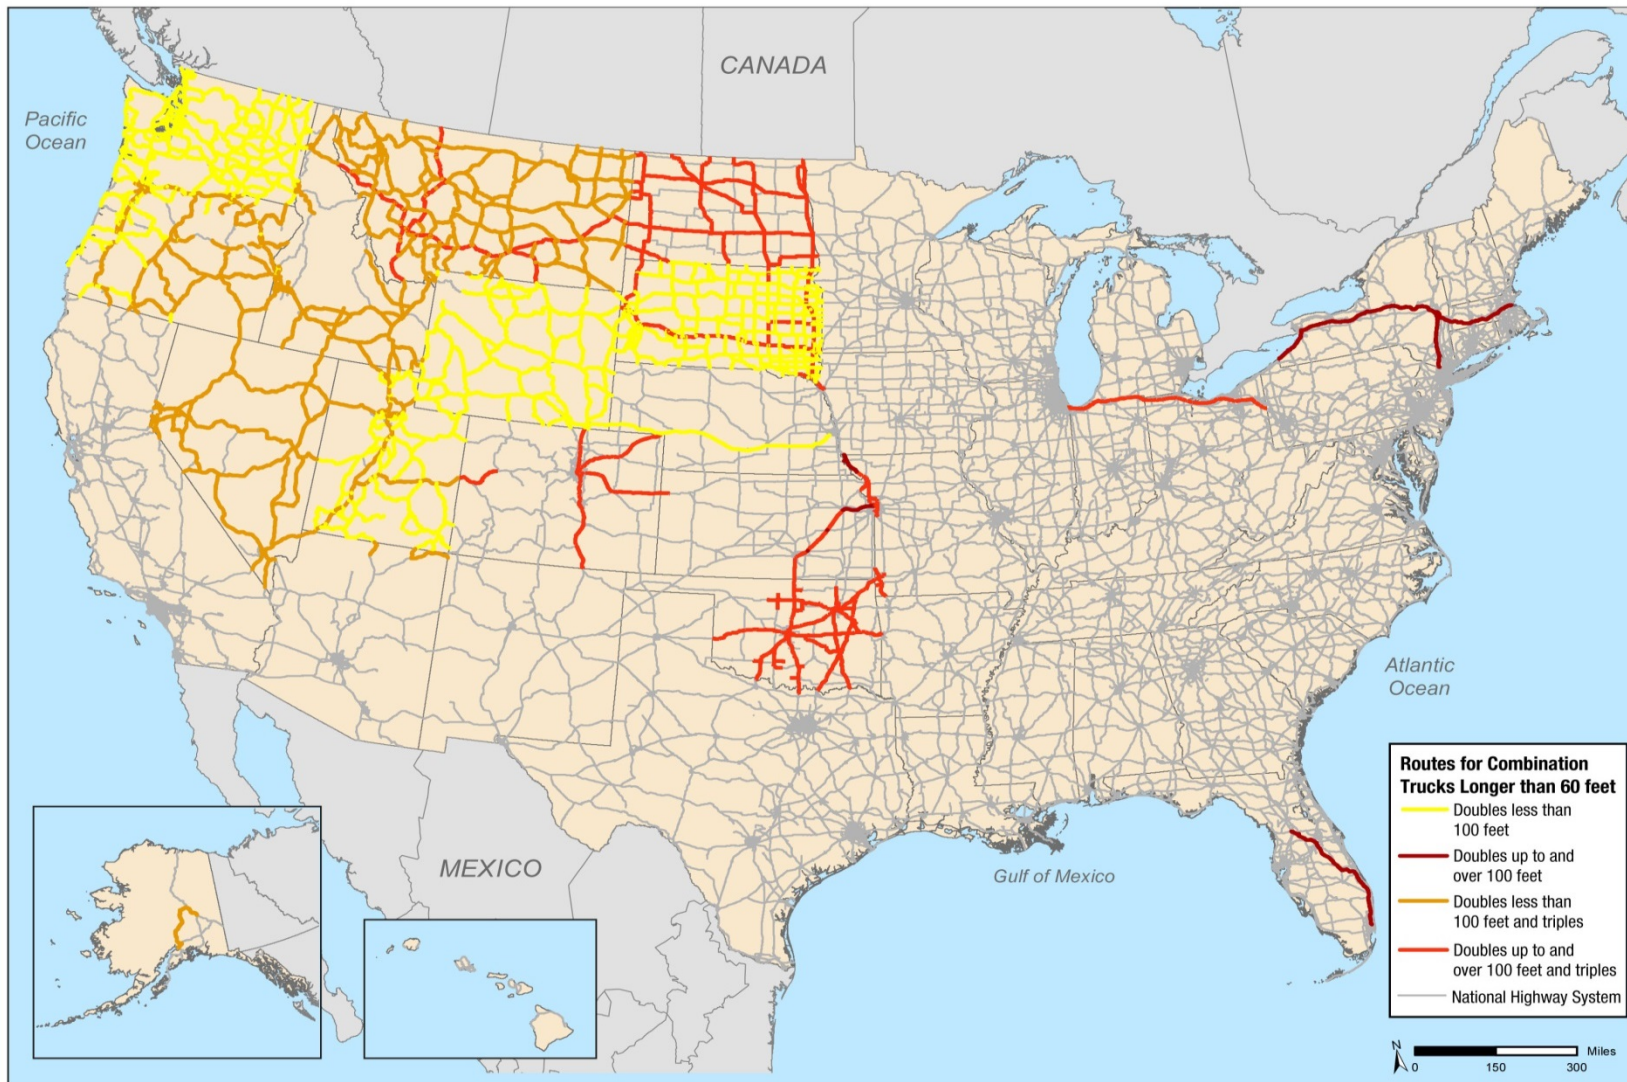 CANADA
Pacific
Ocean
Atlantic
Ocean
MEXICO
Gulf of Mexico
Routes for Combination
Trucks Longer than 60 feet
Doubles less than
100 feet
Doubles up to and
over 100 feet
Doubles less than
100 feet and triples
Doubles up to and
over 100 feet and triples
National Highway System
N
Miles
0 150 300